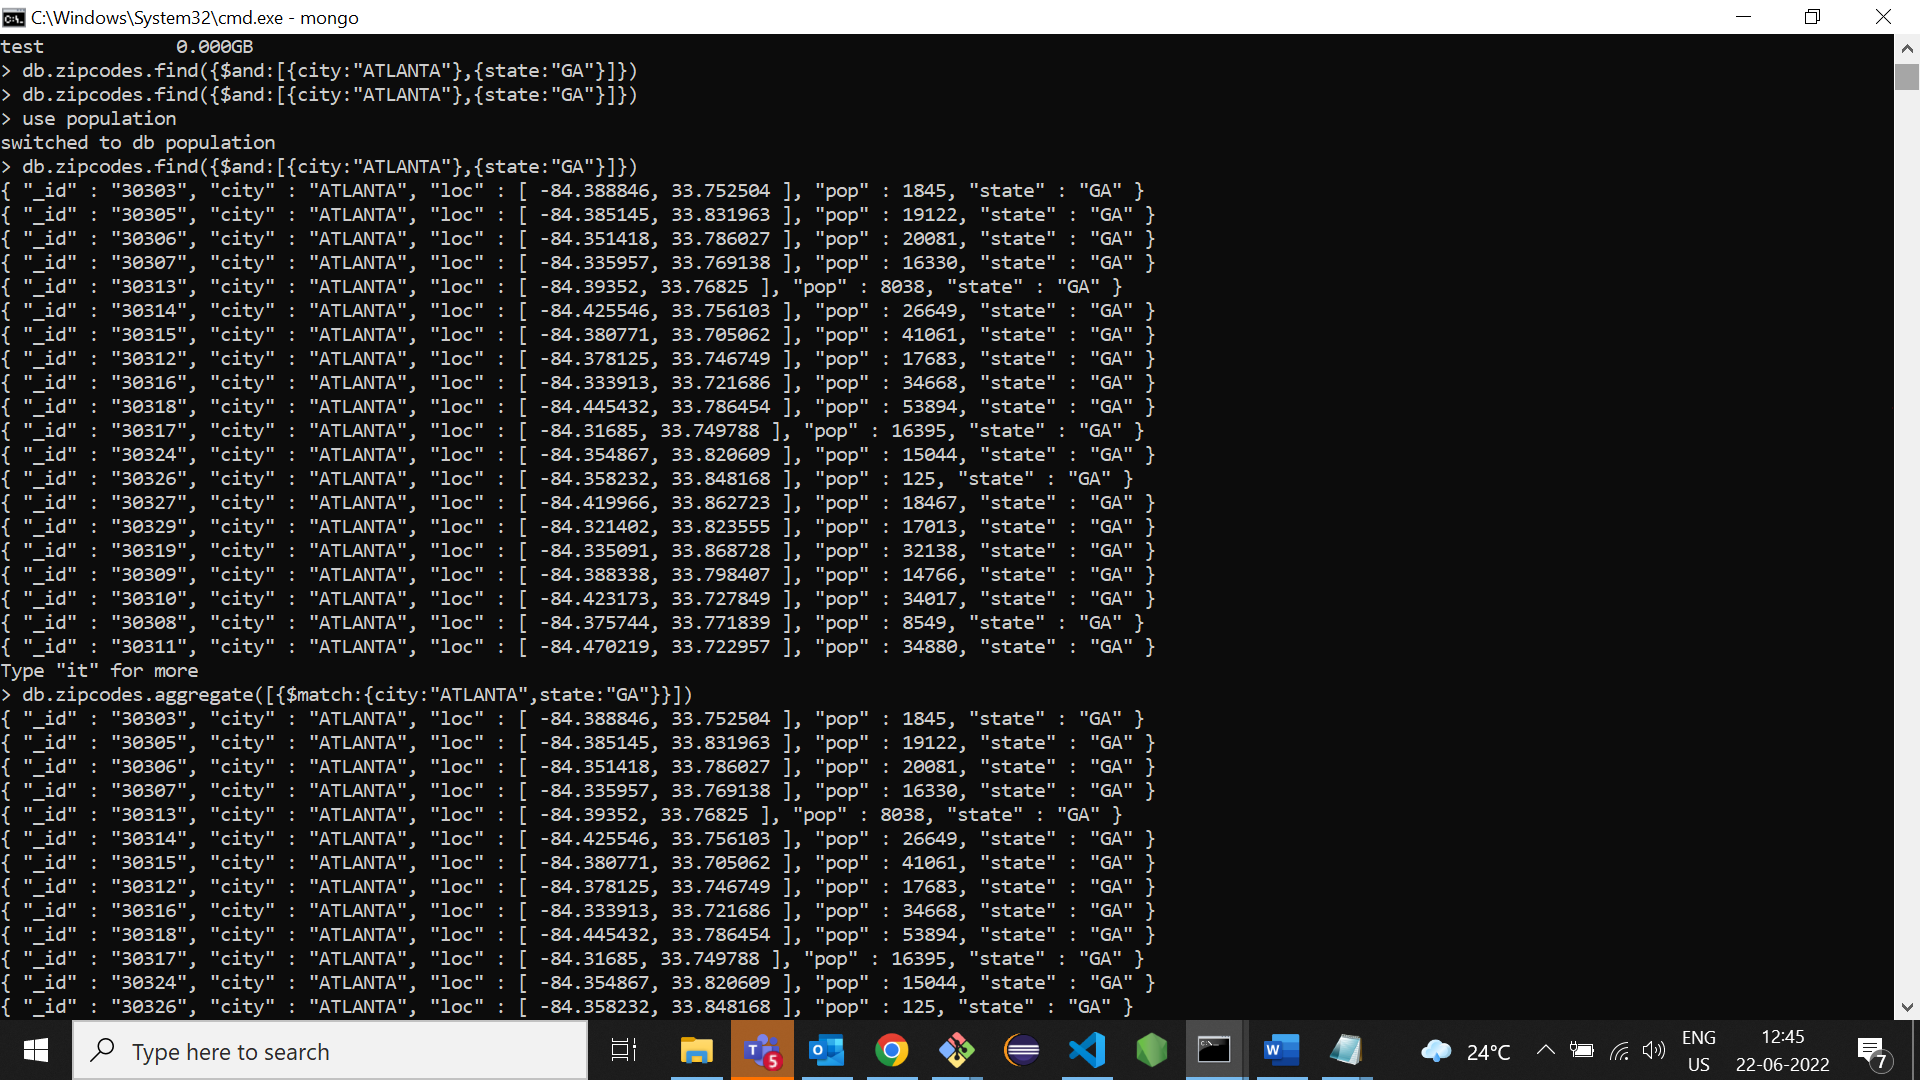 C:\Windows\System32\cmd.exe - mongo
test            0.000GB
> db.zipcodes.find({$and:[{city:"ATLANTA"},{state:"GA"}]})
> db.zipcodes.find({$and:[{city:"ATLANTA"},{state:"GA"}]})
> use population
switched to db population
> db.zipcodes.find({$and:[{city:"ATLANTA"},{state:"GA"}]})
{ "_id" : "30303", "city" : "ATLANTA", "loc" : [ -84.388846, 33.752504 ], "pop" : 1845, "state" : "GA" }
{ "_id" : "30305", "city" : "ATLANTA", "loc" : [ -84.385145, 33.831963 ], "pop" : 19122, "state" : "GA" }
{ "_id" : "30306", "city" : "ATLANTA", "loc" : [ -84.351418, 33.786027 ], "pop" : 20081, "state" : "GA" }
{ "_id" : "30307", "city" : "ATLANTA", "loc" : [ -84.335957, 33.769138 ], "pop" : 16330, "state" : "GA" }
{ "_id" : "30313", "city" : "ATLANTA", "loc" : [ -84.39352, 33.76825 ], "pop" : 8038, "state" : "GA" }
{ "_id" : "30314", "city" : "ATLANTA", "loc" : [ -84.425546, 33.756103 ], "pop" : 26649, "state" : "GA" }
{ "_id" : "30315", "city" : "ATLANTA", "loc" : [ -84.380771, 33.705062 ], "pop" : 41061, "state" : "GA" }
{ "_id" : "30312", "city" : "ATLANTA", "loc" : [ -84.378125, 33.746749 ], "pop" : 17683, "state" : "GA" }
{ "_id" : "30316", "city" : "ATLANTA", "loc" : [ -84.333913, 33.721686 ], "pop" : 34668, "state" : "GA" }
{ "_id" : "30318", "city" : "ATLANTA", "loc" : [ -84.445432, 33.786454 ], "pop" : 53894, "state" : "GA" }
{ "_id" : "30317", "city" : "ATLANTA", "loc" : [ -84.31685, 33.749788 ], "pop" : 16395, "state" : "GA" }
{ "_id" : "30324", "city" : "ATLANTA", "loc" : [ -84.354867, 33.820609 ], "pop" : 15044, "state" : "GA" }
{ "_id" : "30326", "city" : "ATLANTA", "loc" : [ -84.358232, 33.848168 ], "pop" : 125, "state" : "GA" }
{ "_id" : "30327", "city" : "ATLANTA", "loc" : [ -84.419966, 33.862723 ], "pop" : 18467, "state" : "GA" }
{ "_id" : "30329", "city" : "ATLANTA", "loc" : [ -84.321402, 33.823555 ], "pop" : 17013, "state" : "GA" }
{ "_id" : "30319", "city" : "ATLANTA", "loc" : [ -84.335091, 33.868728 ], "pop" : 32138, "state" : "GA" }
{ "_id" : "30309", "city" : "ATLANTA", "loc" : [ -84.388338, 33.798407 ], "pop" : 14766, "state" : "GA" }
{ "_id" : "30310", "city" : "ATLANTA", "loc" : [ -84.423173, 33.727849 ], "pop" : 34017, "state" : "GA" }
{ "_id" : "30308", "city" : "ATLANTA", "loc" : [ -84.375744, 33.771839 ], "pop" : 8549, "state" : "GA" }
{ "_id" : "30311", "city" : "ATLANTA", "loc" : [ -84.470219, 33.722957 ], "pop" : 34880, "state" : "GA" }
Type "it" for more
> db.zipcodes.aggregate([{$match:{city:"ATLANTA",state:"GA"}}])
{ "_id" : "30303", "city" : "ATLANTA", "loc" : [ -84.388846, 33.752504 ], "pop" : 1845, "state" : "GA" }
{ "_id" : "30305", "city" : "ATLANTA", "loc" : [ -84.385145, 33.831963 ], "pop" : 19122, "state" : "GA" }
{ "_id" : "30306", "city" : "ATLANTA", "loc" : [ -84.351418, 33.786027 ], "pop" : 20081, "state" : "GA" }
{ "_id" : "30307", "city" : "ATLANTA", "loc" : [ -84.335957, 33.769138 ], "pop" : 16330, "state" : "GA" }
{ "_id" : "30313", "city" : "ATLANTA", "loc" : [ -84.39352, 33.76825 ], "pop" : 8038, "state" : "GA" }
{ "_id" : "30314", "city" : "ATLANTA", "loc" : [ -84.425546, 33.756103 ], "pop" : 26649, "state" : "GA" }
{ "_id" : "30315", "city" : "ATLANTA", "loc" : [ -84.380771, 33.705062 ], "pop" : 41061, "state" : "GA" }
{ "_id" : "30312", "city" : "ATLANTA", "loc" : [ -84.378125, 33.746749 ], "pop" : 17683, "state" : "GA" }
{ "_id" : "30316", "city" : "ATLANTA", "loc" : [ -84.333913, 33.721686 ], "pop" : 34668, "state" : "GA" }
{ "_id" : "30318", "city" : "ATLANTA", "loc" : [ -84.445432, 33.786454 ], "pop" : 53894, "state" : "GA" }
{ "_id" : "30317", "city" : "ATLANTA", "loc" : [ -84.31685, 33.749788 ], "pop" : 16395, "state" : "GA" }
{ "_id" : "30324", "city" : "ATLANTA", "loc" : [ -84.354867, 33.820609 ], "pop" : 15044, "state" : "GA" }
{ "_id" : "30326", "city" : "ATLANTA", "loc" : [ -84.358232, 33.848168 ], "pop" : 125, "state" : "GA" }
Type here to search
T 5
O
W
24°C
ENG
US
12:45
22-06-2022
7